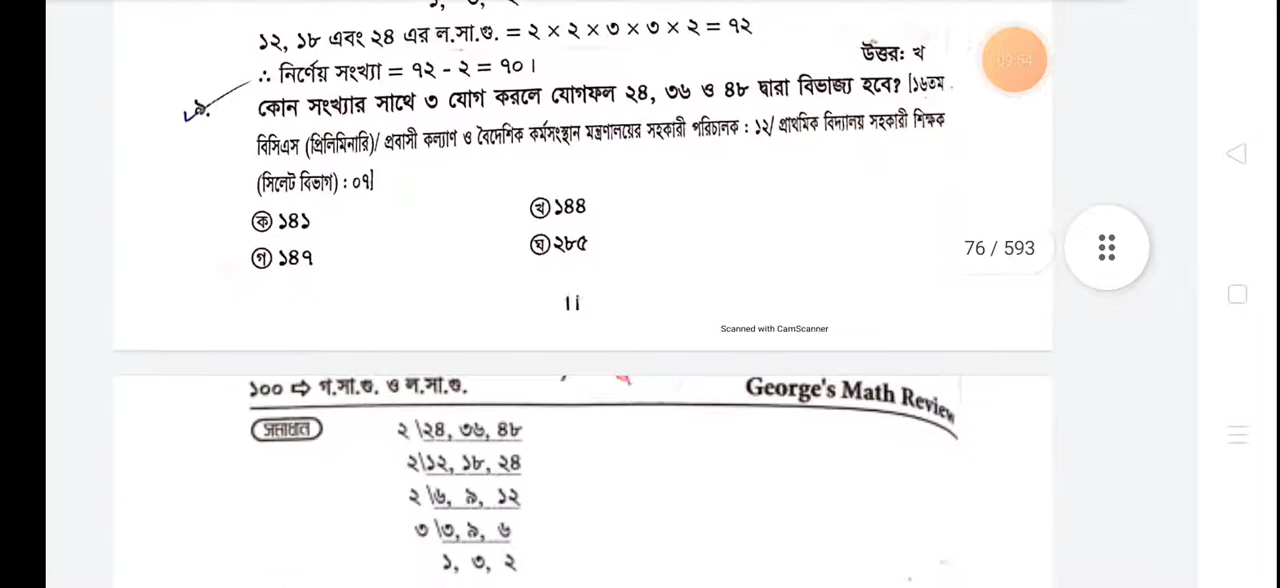 ১২, ১৮ এবং ২৪ এর ল.সা.গু. = ২ × ২ × ৩ × ৩ × ২ = ৭২
∴ নির্ণেয় সংখ্যা = ৭২ - ২ = ৭০।
উত্তর: খ
09:54
৯. কোন সংখ্যার সাথে ৩ যোগ করলে যোগফল ২৪, ৩৬ ও ৪৮ দ্বারা বিভাজ্য হবে? [১৬তম
বিসিএস (প্রিলিমিনারি)/ প্রবাসী কল্যাণ ও বৈদেশিক কর্মসংস্থান মন্ত্রণালয়ের সহকারী পরিচালক : ১২/ প্রাথমিক বিদ্যালয় সহকারী শিক্ষক
(সিলেট বিভাগ) : ০৭]
ক ১৪১
খ ১৪৪
গ ১৪৭
ঘ ২৮৫
76 / 593
Scanned with CamScanner
১০০ ⇨ গ.সা.গু. ও ল.সা.গু.
George's Math Review
সমাধান
২\২৪, ৩৬, ৪৮
২\১২, ১৮, ২৪
২\৬, ৯, ১২
৩\৩, ৯, ৬
১, ৩, ২